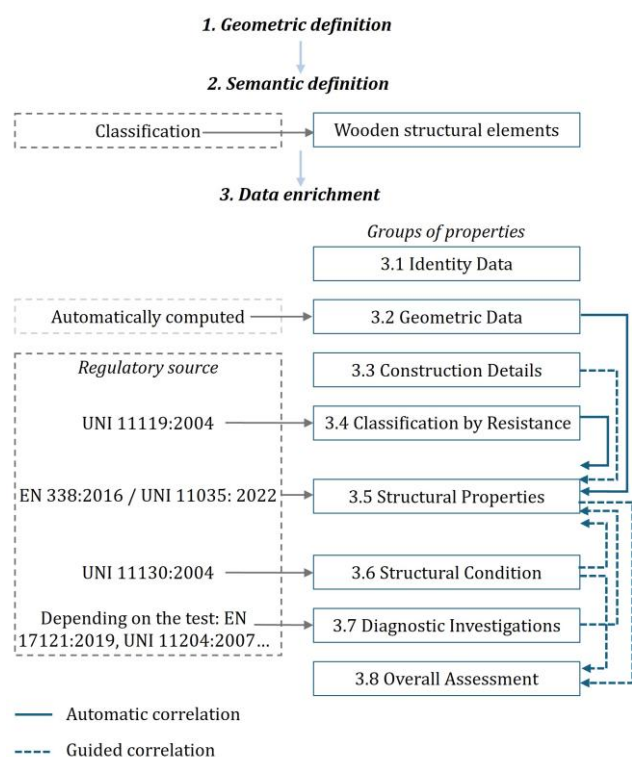 1. Geometric definition
2. Semantic definition
Classification
Wooden structural elements
3. Data enrichment
Groups of properties
3.1 Identity Data
Automatically computed
3.2 Geometric Data
Regulatory source
3.3 Construction Details
UNI 11119:2004
3.4 Classification by Resistance
EN 338:2016 / UNI 11035: 2022
3.5 Structural Properties
UNI 11130:2004
3.6 Structural Condition
Depending on the test: EN
17121:2019, UNI 11204:2007...
3.7 Diagnostic Investigations
3.8 Overall Assessment
Automatic correlation
Guided correlation